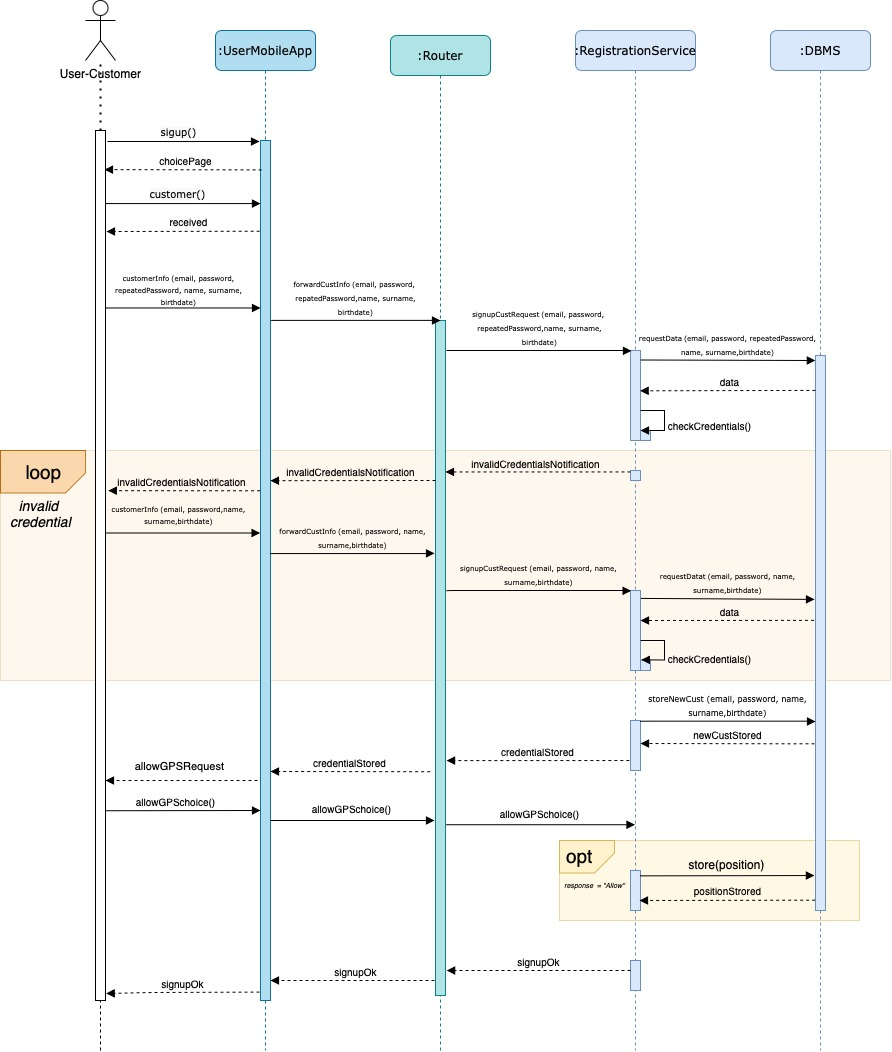 User-Customer
:UserMobileApp
:Router
:RegistrationService
:DBMS
sigup()
choicePage
customer()
received
customerInfo (email, password,
repeatedPassword, name, surname,
birthdate)
forwardCustInfo (email, password,
repatedPassword,name, surname,
birthdate)
signupCustRequest (email, password,
repeatedPassword,name, surname,
birthdate)
requestData (email, password, repeatedPassword,
name, surname,birthdate)
data
checkCredentials()
loop
invalid
credential
invalidCredentialsNotification
invalidCredentialsNotification
invalidCredentialsNotification
customerInfo (email, password,name,
surname,birthdate)
forwardCustInfo (email, password, name,
surname,birthdate)
signupCustRequest (email, password, name,
surname,birthdate)
requestDatat (email, password, name,
surname,birthdate)
data
checkCredentials()
storeNewCust (email, password, name,
surname,birthdate)
newCustStored
credentialStored
credentialStored
allowGPSRequest
allowGPSchoice()
allowGPSchoice()
allowGPSchoice()
opt
response = "Allow"
store(position)
positionStrored
signupOk
signupOk
signupOk